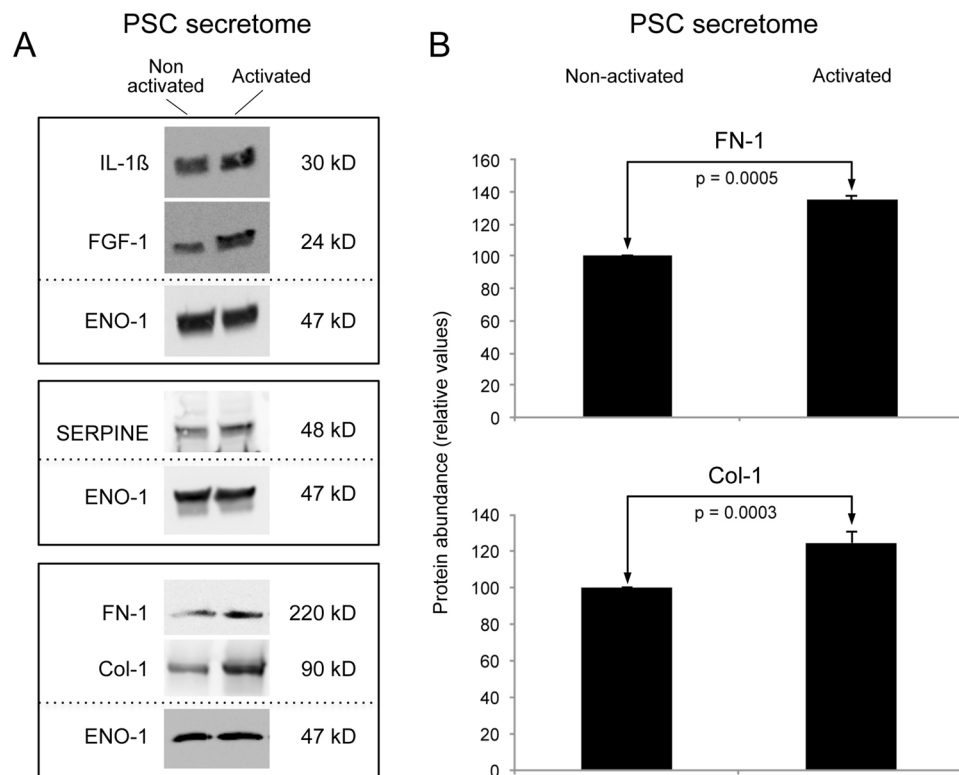 PSC secretome
A
Non
activated
Activated
IL-1ß
30 kD
FGF-1
24 kD
ENO-1
47 kD
SERPINE
48 kD
ENO-1
47 kD
FN-1
220 kD
Col-1
90 kD
ENO-1
47 kD
PSC secretome
B
Non-activated
Activated
Protein abundance (relative values)
FN-1
p = 0.0005
160
140
120
100
80
60
40
20
0
Col-1
p = 0.0003
140
120
100
80
60
40
20
0